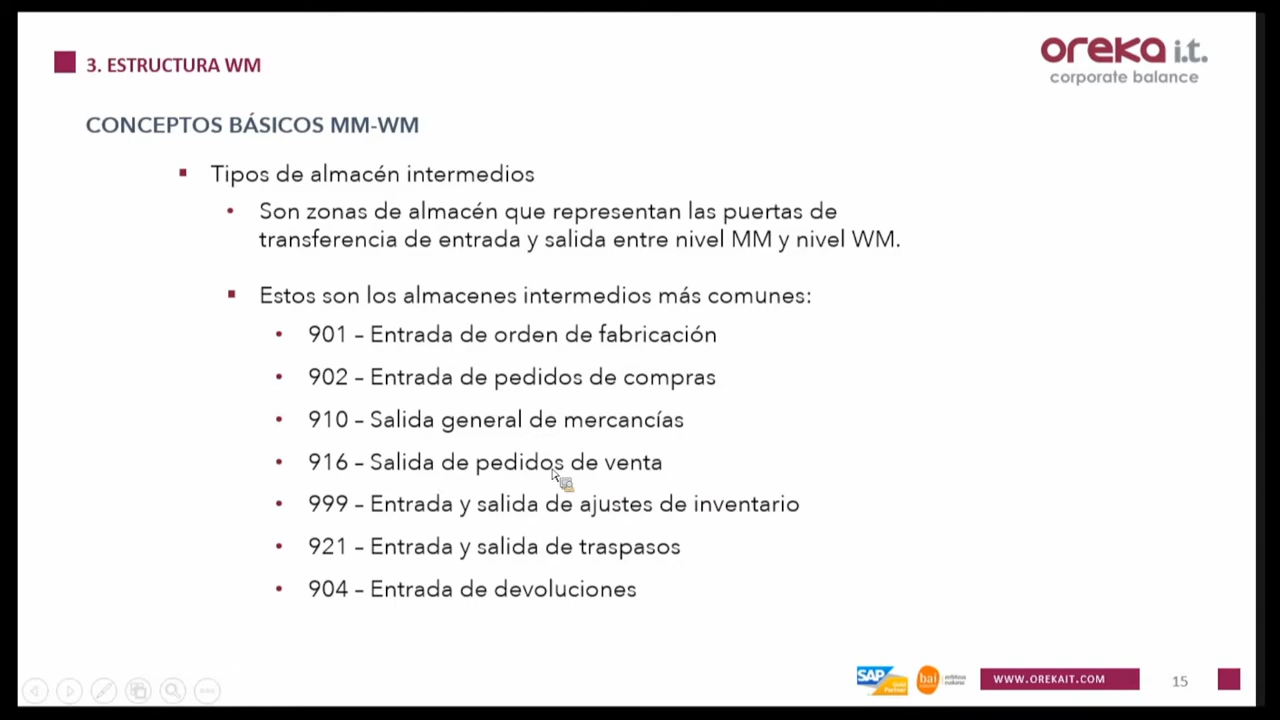 3. ESTRUCTURA WM
oreka i.t.
corporate balance
CONCEPTOS BÁSICOS MM-WM
Tipos de almacén intermedios
Son zonas de almacén que representan las puertas de
transferencia de entrada y salida entre nivel MM y nivel WM.
Estos son los almacenes intermedios más comunes:
901 – Entrada de orden de fabricación
902 – Entrada de pedidos de compras
910 – Salida general de mercancías
916 – Salida de pedidos de venta
999 – Entrada y salida de ajustes de inventario
921 – Entrada y salida de traspasos
904 – Entrada de devoluciones
SAP
Partner
bai
WWW.OREKAIT.COM
15